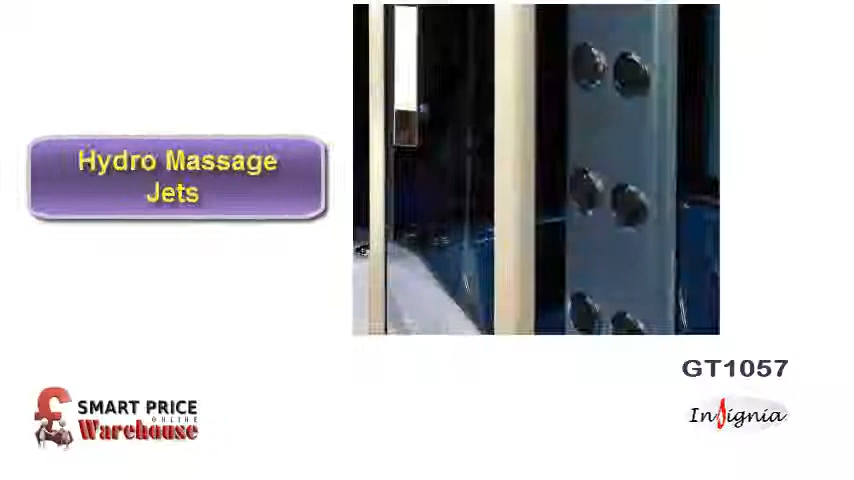 Hydro Massage
Jets
GT1057
Insignia
SMART PRICE
ONLINE
Warehouse